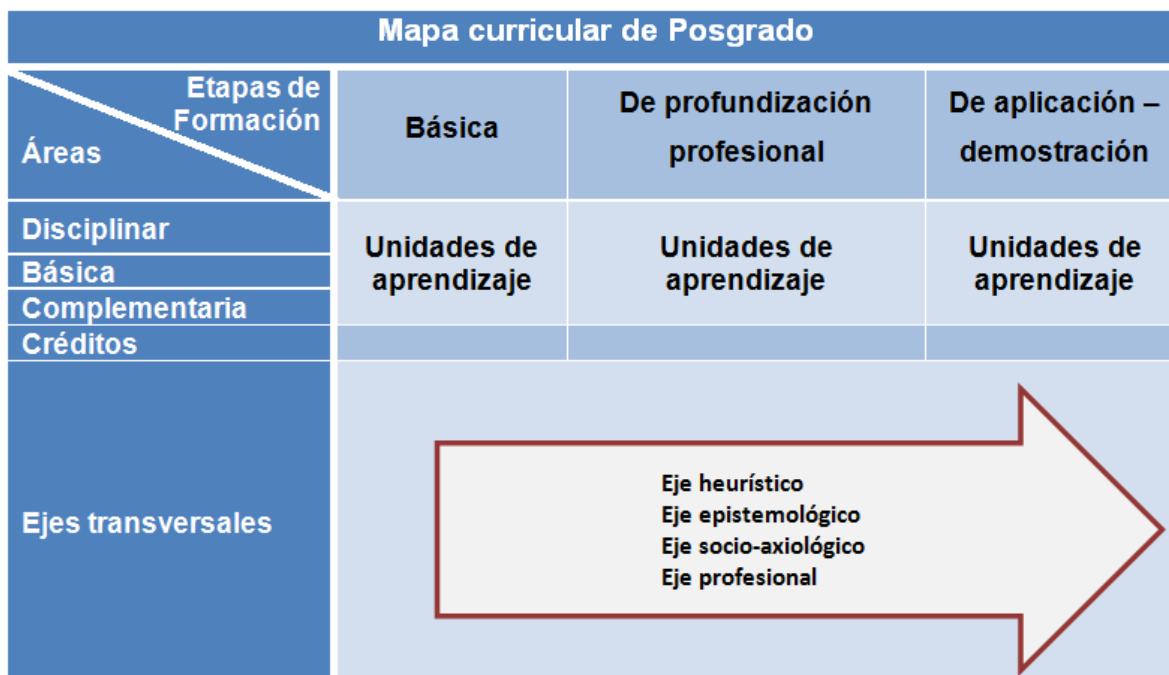 Mapa curricular de Posgrado
Etapas de
Formación
Áreas
Básica
De profundización
profesional
De aplicación –
demostración
Disciplinar
Básica
Complementaria
Unidades de
aprendizaje
Unidades de
aprendizaje
Unidades de
aprendizaje
Créditos
Ejes transversales
Eje heurístico
Eje epistemológico
Eje socio-axiológico
Eje profesional